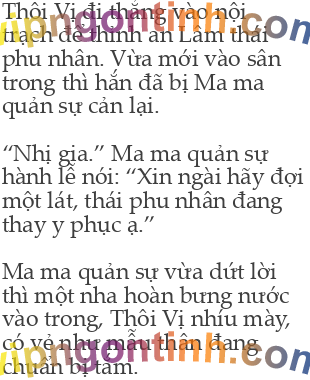 Thôi Vị đi thẳng vào nội
trạch để thỉnh an Lâm thái
phu nhân. Vừa mới vào sân
trong thì hắn đã bị Ma ma
quản sự cản lại.
“Nhị gia.” Ma ma quản sự
hành lễ nói: “Xin ngài hãy đợi
một lát, thái phu nhân đang
thay y phục ạ.”
Ma ma quản sự vừa dứt lời
thì một nha hoàn bưng nước
vào trong, Thôi Vị nhíu mày,
có vẻ như mẫu thân đang
chuẩn bị tắm.
vipngontinh.com
vipngontinh.com